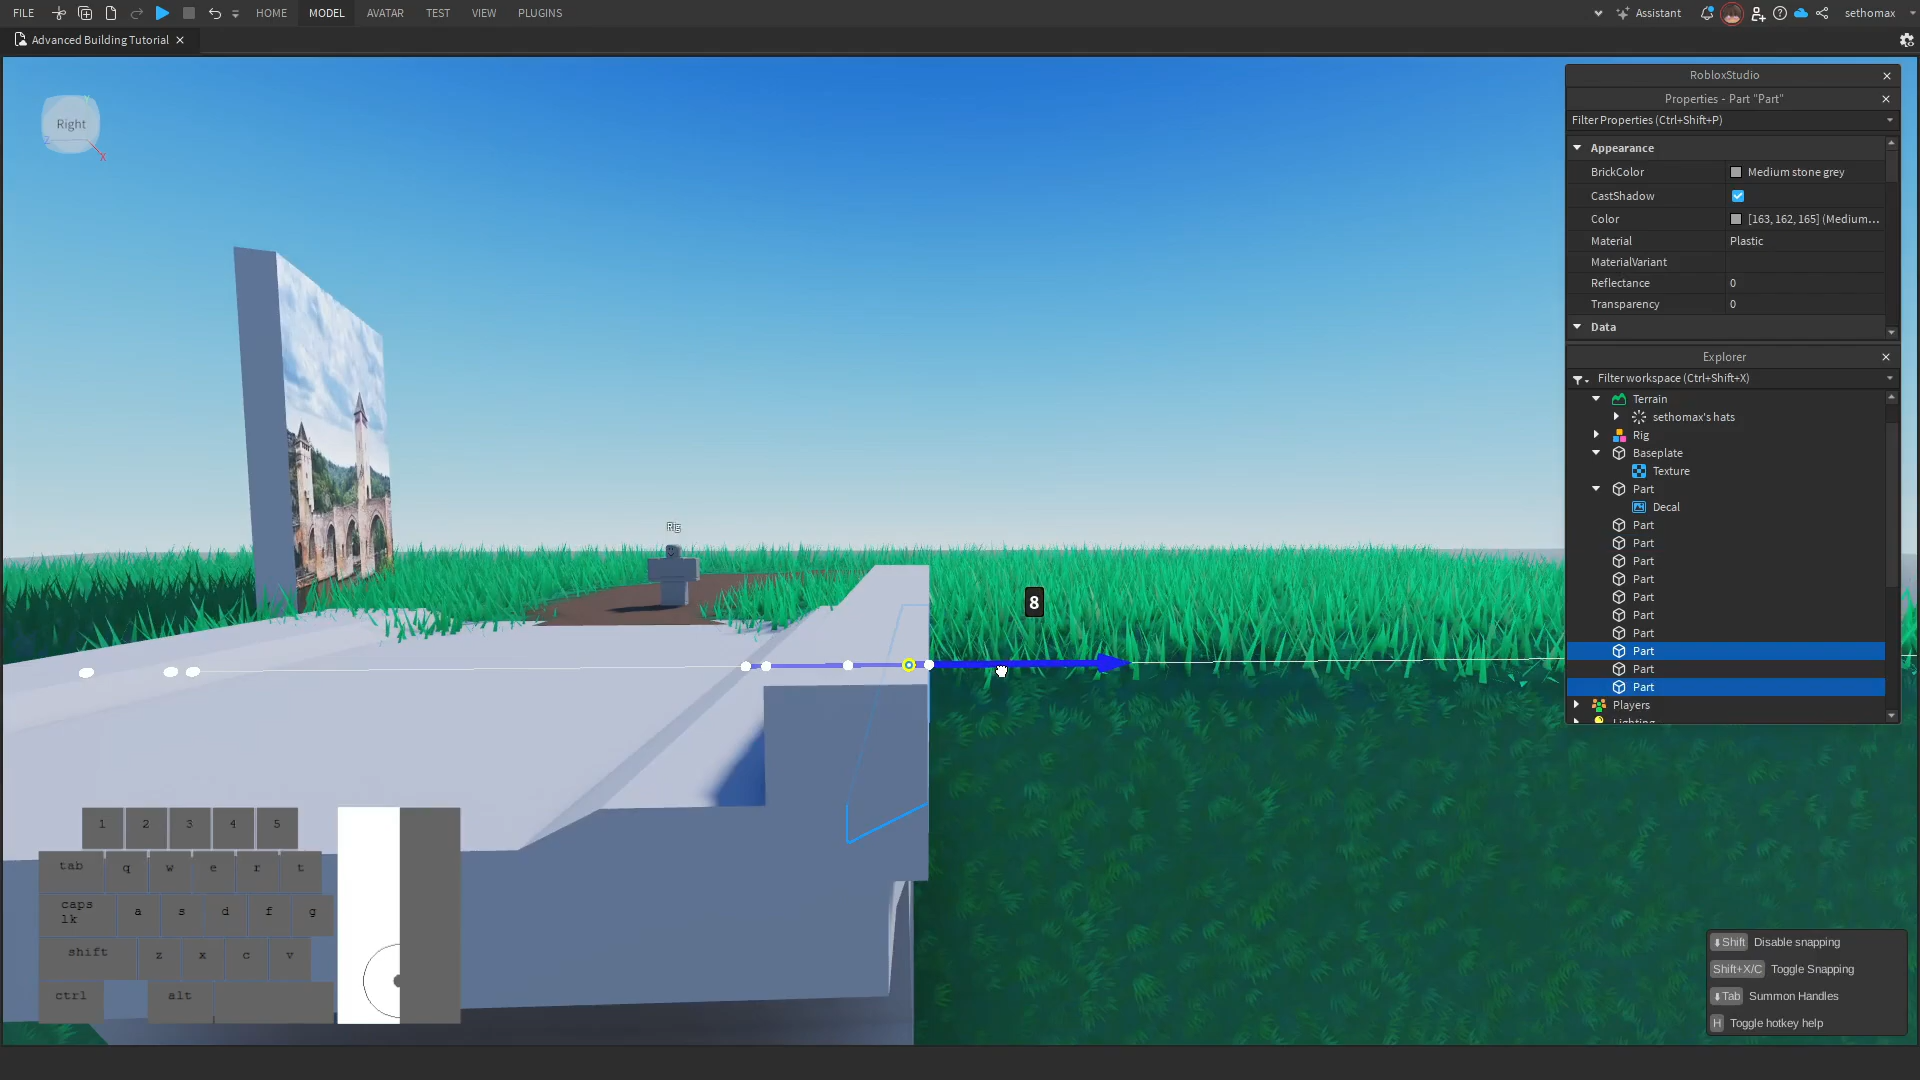 FILE HOME MODEL AVATAR TEST VIEW PLUGINS Assistant sethomax
Advanced Building Tutorial
Right
Z
X
Y
Rig
8
RobloxStudio
Properties - Part "Part"
Filter Properties (Ctrl+Shift+P)
Appearance
BrickColor Medium stone grey
CastShadow
Color [163, 162, 165] (Medium...
Material Plastic
MaterialVariant
Reflectance 0
Transparency 0
Data
Explorer
Filter workspace (Ctrl+Shift+X)
Terrain
sethomax's hats
Rig
Baseplate
Texture
Part
Decal
Part
Part
Part
Part
Part
Part
Part
Part
Part
Part
Players
Lighting
1 2 3 4 5
tab q w e r t
caps
lk a s d f g
shift z x c v
ctrl alt
Shift Disable snapping
Shift+X/C Toggle Snapping
Tab Summon Handles
H Toggle hotkey help